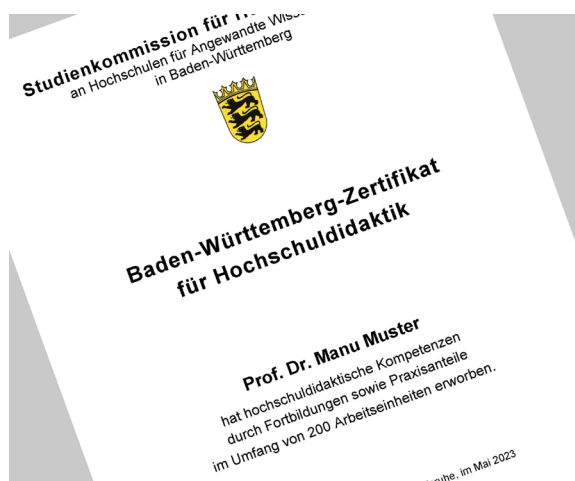 Studienkommission für
an Hochschulen für Angewandte
in Baden-Württemberg
Baden-Württemberg-Zertifikat
für Hochschuldidaktik
Prof. Dr. Manu Muster
hat hochschuldidaktische Kompetenzen
durch Fortbildungen sowie Praxisanteile
im Umfang von 200 Arbeitseinheiten erworben.
im Mai 2023